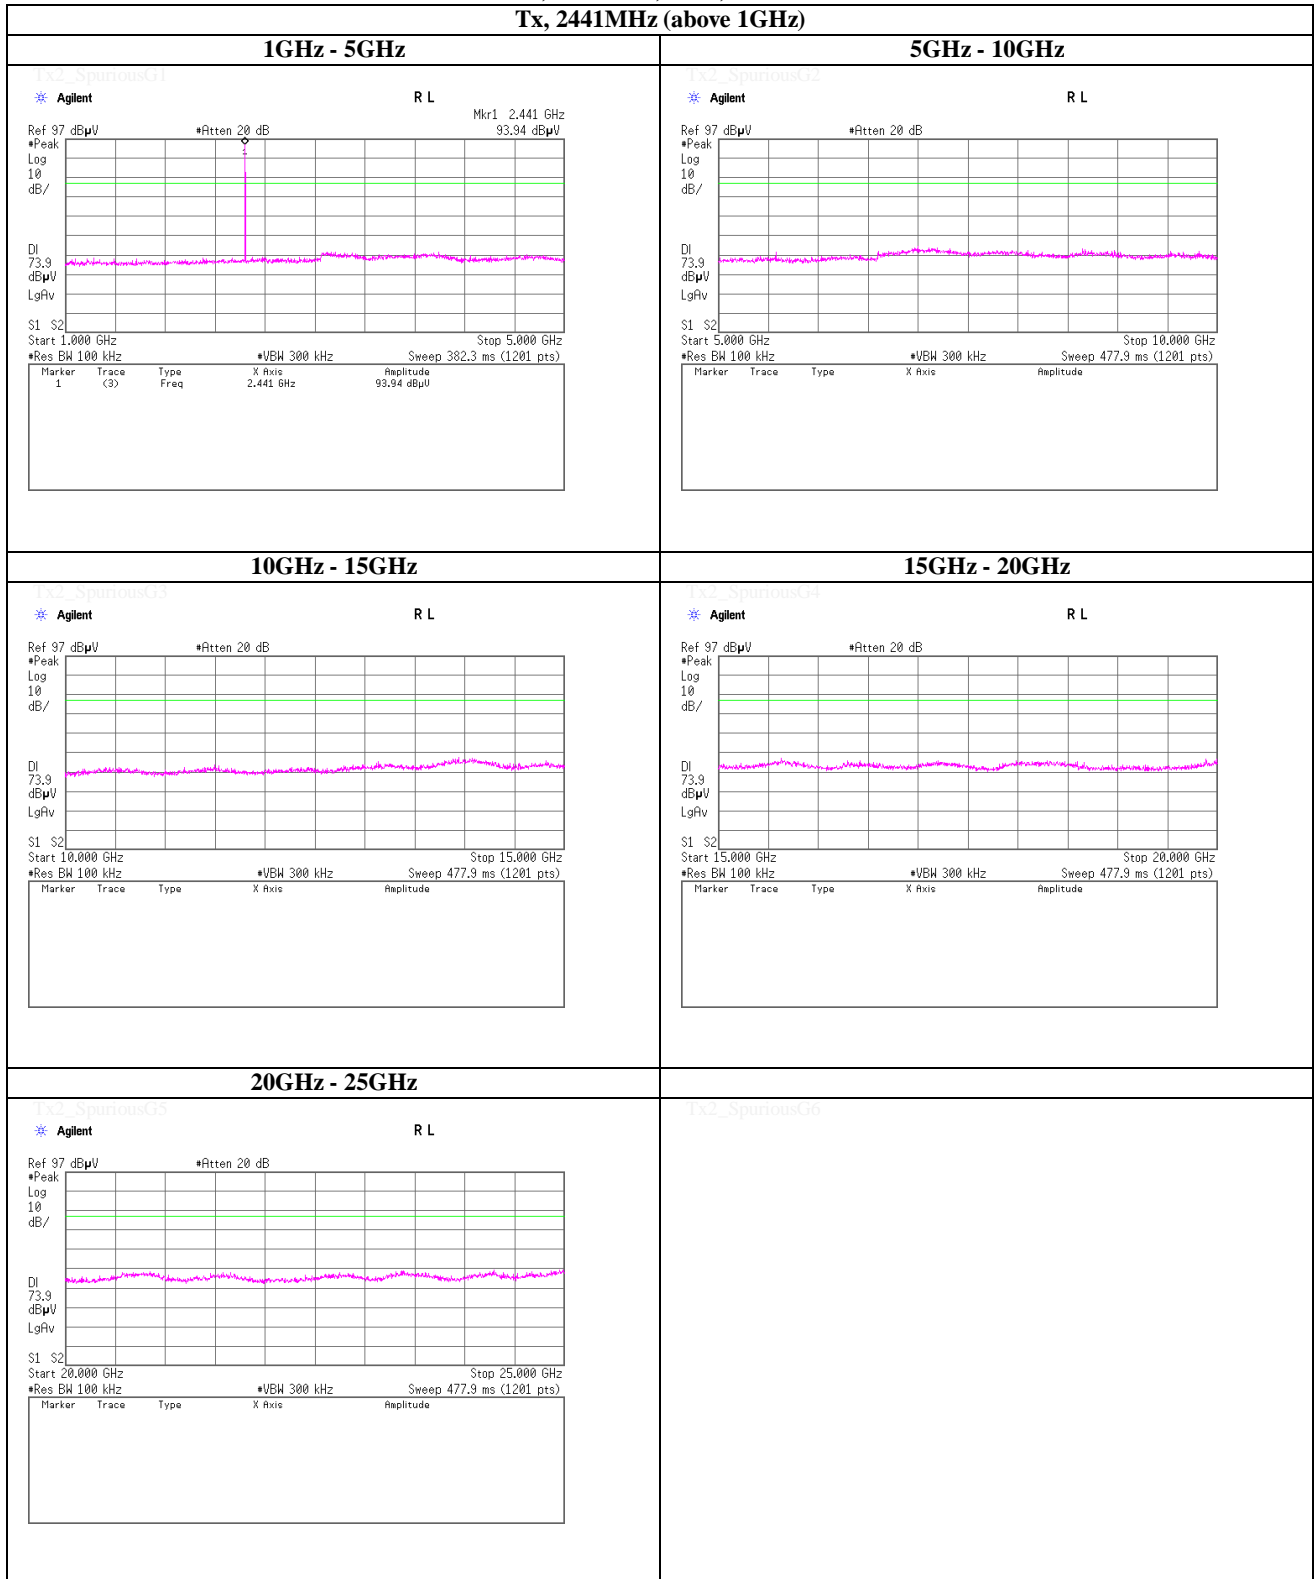 Tx, 2441MHz (above 1GHz)
1GHz - 5GHz
Tx2_SpuriousG1
Agilent
R L
Mkr1 2.441 GHz
Ref 97 dBµV #Atten 20 dB 93.94 dBµV
#Peak
Log
10
dB/
DI
73.9
dBµV
LgAv
S1 S2
Start 1.000 GHz Stop 5.000 GHz
#Res BW 100 kHz #VBW 300 kHz Sweep 382.3 ms (1201 pts)
Marker Trace Type X Axis Amplitude
1 (3) Freq 2.441 GHz 93.94 dBµV
5GHz - 10GHz
Tx2_SpuriousG2
Agilent
R L
Ref 97 dBµV #Atten 20 dB
#Peak
Log
10
dB/
DI
73.9
dBµV
LgAv
S1 S2
Start 5.000 GHz Stop 10.000 GHz
#Res BW 100 kHz #VBW 300 kHz Sweep 477.9 ms (1201 pts)
Marker Trace Type X Axis Amplitude
10GHz - 15GHz
Tx2_SpuriousG3
Agilent
R L
Ref 97 dBµV #Atten 20 dB
#Peak
Log
10
dB/
DI
73.9
dBµV
LgAv
S1 S2
Start 10.000 GHz Stop 15.000 GHz
#Res BW 100 kHz #VBW 300 kHz Sweep 477.9 ms (1201 pts)
Marker Trace Type X Axis Amplitude
15GHz - 20GHz
Tx2_SpuriousG4
Agilent
R L
Ref 97 dBµV #Atten 20 dB
#Peak
Log
10
dB/
DI
73.9
dBµV
LgAv
S1 S2
Start 15.000 GHz Stop 20.000 GHz
#Res BW 100 kHz #VBW 300 kHz Sweep 477.9 ms (1201 pts)
Marker Trace Type X Axis Amplitude
20GHz - 25GHz
Tx2_SpuriousG5
Agilent
R L
Ref 97 dBµV #Atten 20 dB
#Peak
Log
10
dB/
DI
73.9
dBµV
LgAv
S1 S2
Start 20.000 GHz Stop 25.000 GHz
#Res BW 100 kHz #VBW 300 kHz Sweep 477.9 ms (1201 pts)
Marker Trace Type X Axis Amplitude
Tx2_SpuriousG6